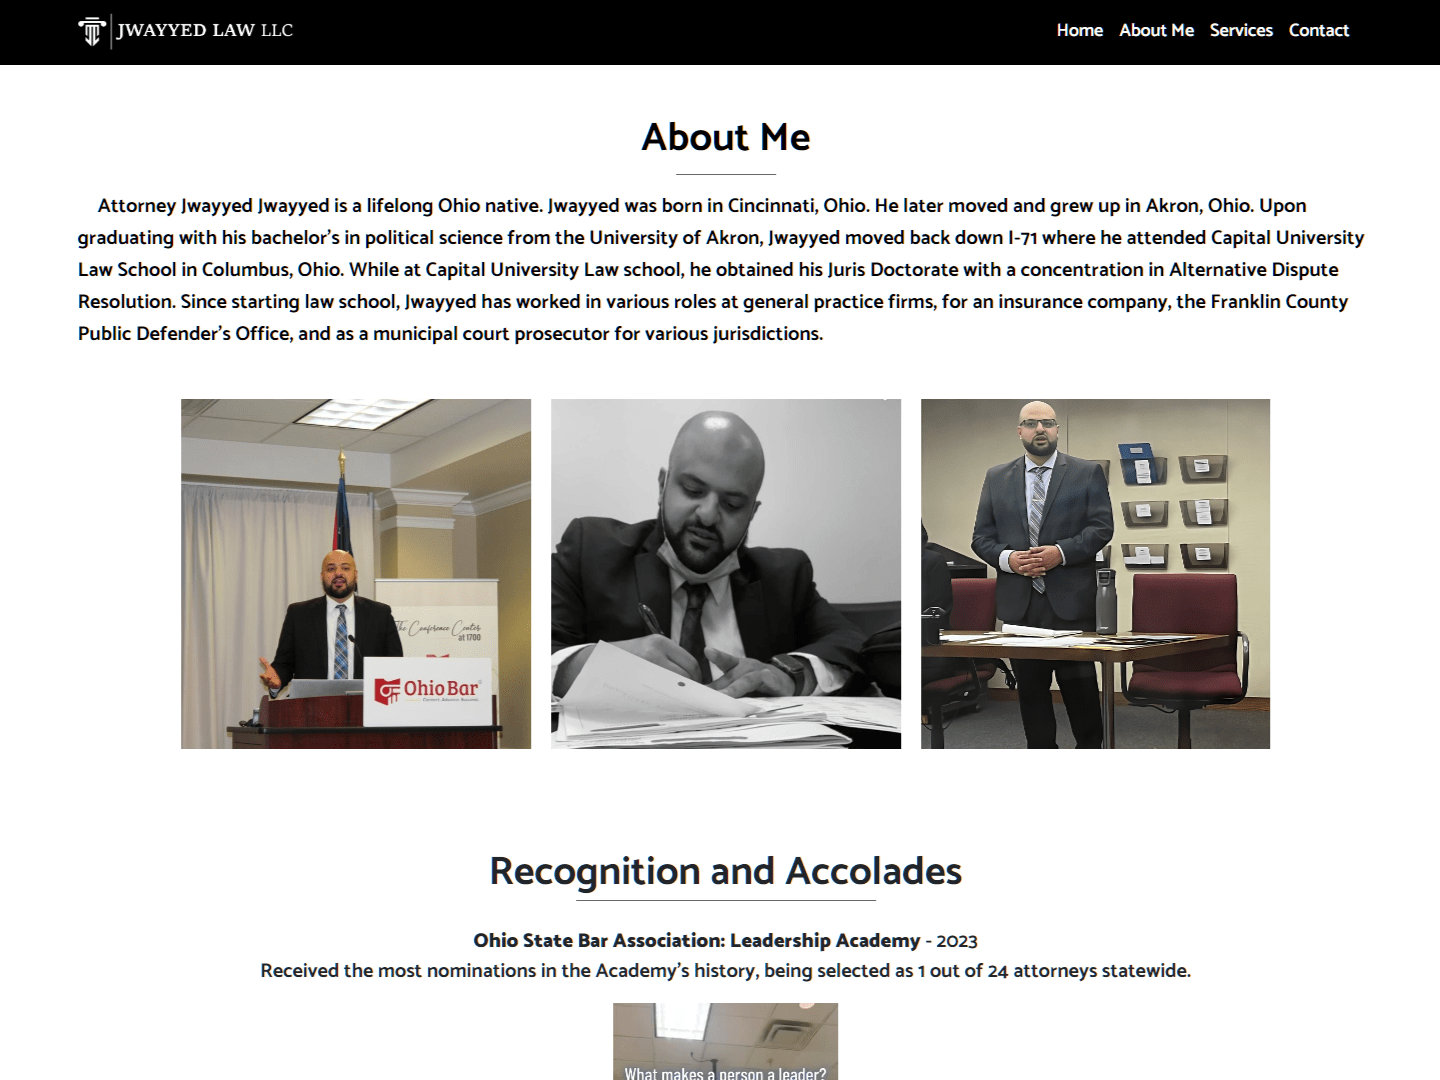 JWAYYED LAW LLC
Home About Me Services Contact
About Me
Attorney Jwayyed Jwayyed is a lifelong Ohio native. Jwayyed was born in Cincinnati, Ohio. He later moved and grew up in Akron, Ohio. Upon
graduating with his bachelor's in political science from the University of Akron, Jwayyed moved back down I-71 where he attended Capital University
Law School in Columbus, Ohio. While at Capital University Law school, he obtained his Juris Doctorate with a concentration in Alternative Dispute
Resolution. Since starting law school, Jwayyed has worked in various roles at general practice firms, for an insurance company, the Franklin County
Public Defender's Office, and as a municipal court prosecutor for various jurisdictions.
The Conference Center
at 1700
Ohio Bar
Recognition and Accolades
Ohio State Bar Association: Leadership Academy - 2023
Received the most nominations in the Academy's history, being selected as 1 out of 24 attorneys statewide.
What makes a person a leader?